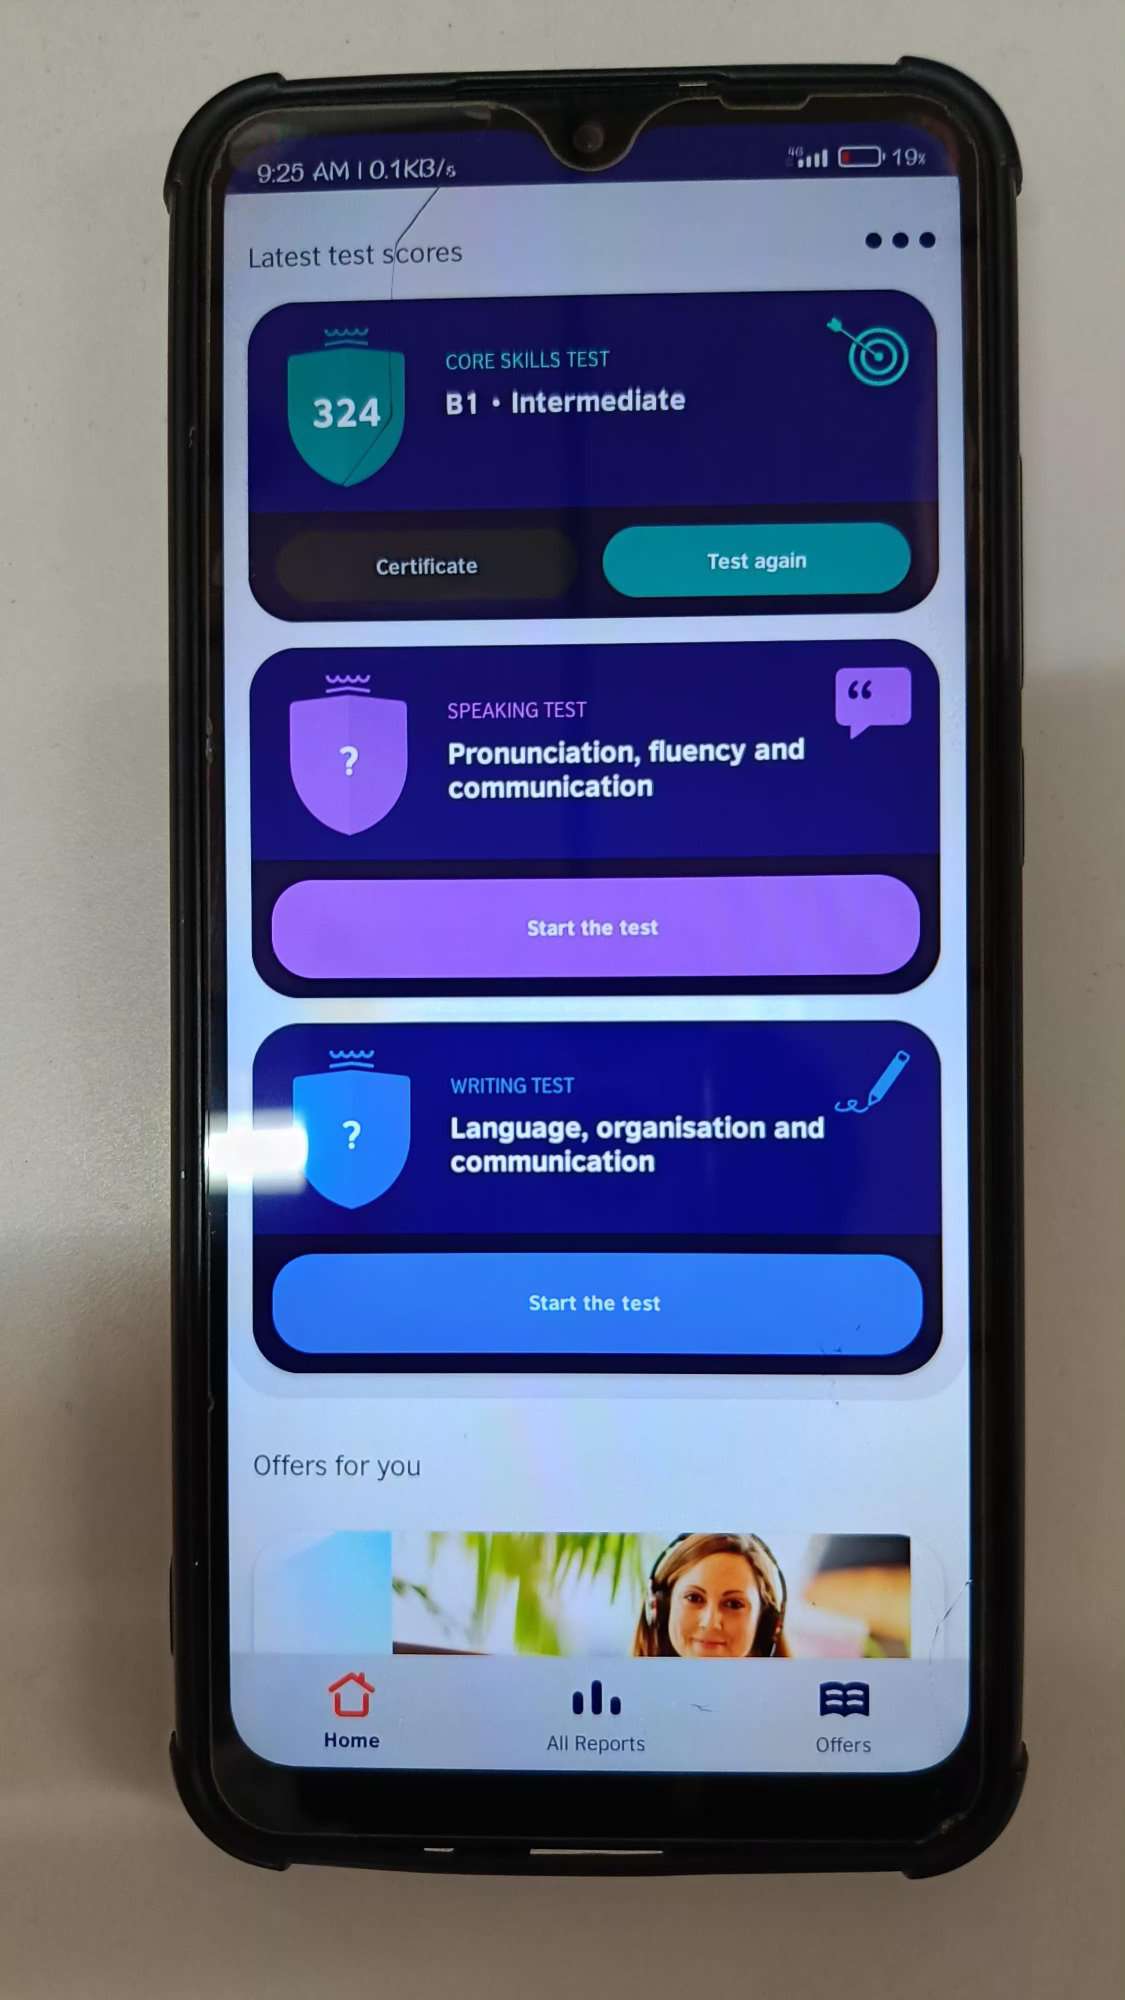 9:25 AM | 0.1KB/s
4G 19%
Latest test scores
324
CORE SKILLS TEST
B1 • Intermediate
Certificate
Test again
?
SPEAKING TEST
Pronunciation, fluency and
communication
Start the test
?
WRITING TEST
Language, organisation and
communication
Start the test
Offers for you
Home
All Reports
Offers